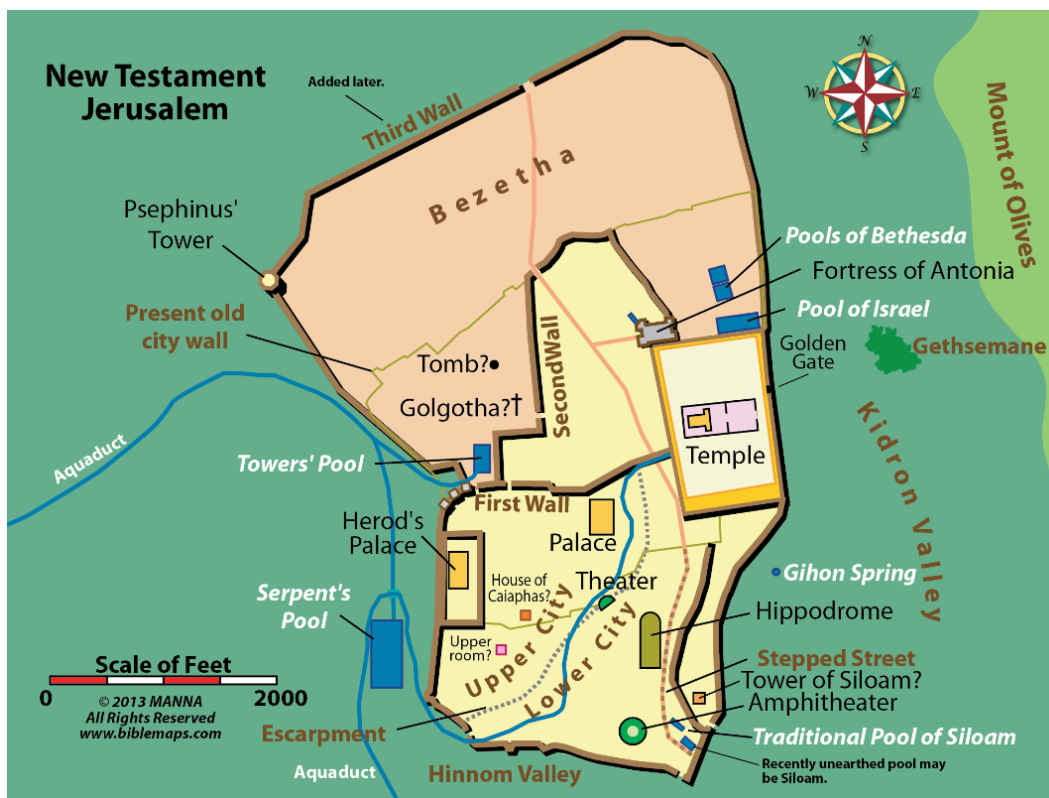 New Testament
Jerusalem
Added later.
Third Wall
N
W
E
S
Mount of Olives
Bezetha
Psephinus'
Tower
Pools of Bethesda
Fortress of Antonia
Present old
city wall
Pool of Israel
Golden
Gate
Gethsemane
Tomb?
SecondWall
Golgotha?
Kidron Valley
Aquaduct
Towers' Pool
Temple
First Wall
Herod's
Palace
Palace
Theater
Gihon Spring
House of
Caiaphas?
Serpent's
Pool
Hippodrome
Upper City
Lower City
Upper
room?
Stepped Street
Scale of Feet
Tower of Siloam?
0
2000
Amphitheater
© 2013 MANNA
All Rights Reserved
www.biblemaps.com
Escarpment
Traditional Pool of Siloam
Recently unearthed pool may
be Siloam.
Aquaduct
Hinnom Valley